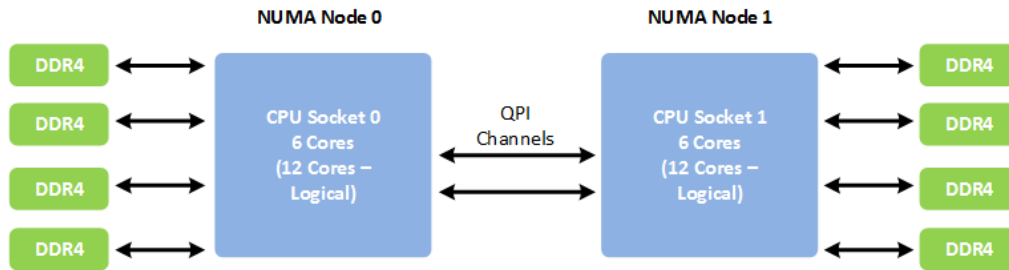 NUMA Node 0
NUMA Node 1
DDR4
DDR4
DDR4
DDR4
CPU Socket 0
6 Cores
(12 Cores –
Logical)
QPI
Channels
CPU Socket 1
6 Cores
(12 Cores –
Logical)
DDR4
DDR4
DDR4
DDR4